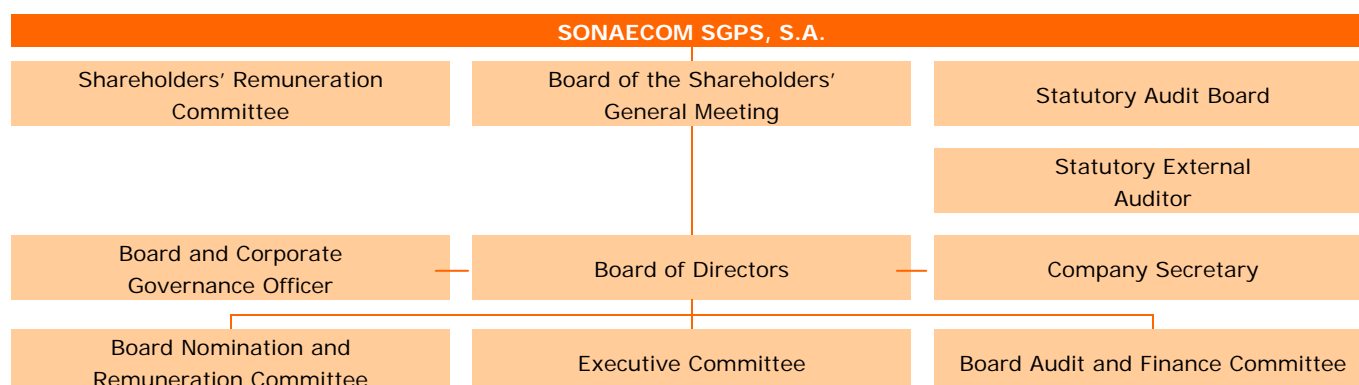 SONAECOM SGPS, S.A.
Shareholders' Remuneration
Committee
Board of the Shareholders'
General Meeting
Statutory Audit Board
Statutory External
Auditor
Board and Corporate
Governance Officer
Board of Directors
Company Secretary
Board Nomination and
Remuneration Committee
Executive Committee
Board Audit and Finance Committee